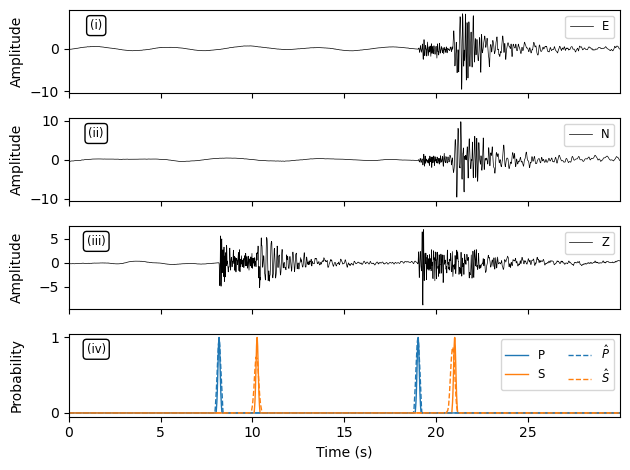 (i)
E
Amplitude
0
−10
(ii)
N
Amplitude
10
0
−10
(iii)
Z
Amplitude
5
0
−5
(iv)
P
S
P̂
Ŝ
Probability
1
0
0 5 10 15 20 25
Time (s)